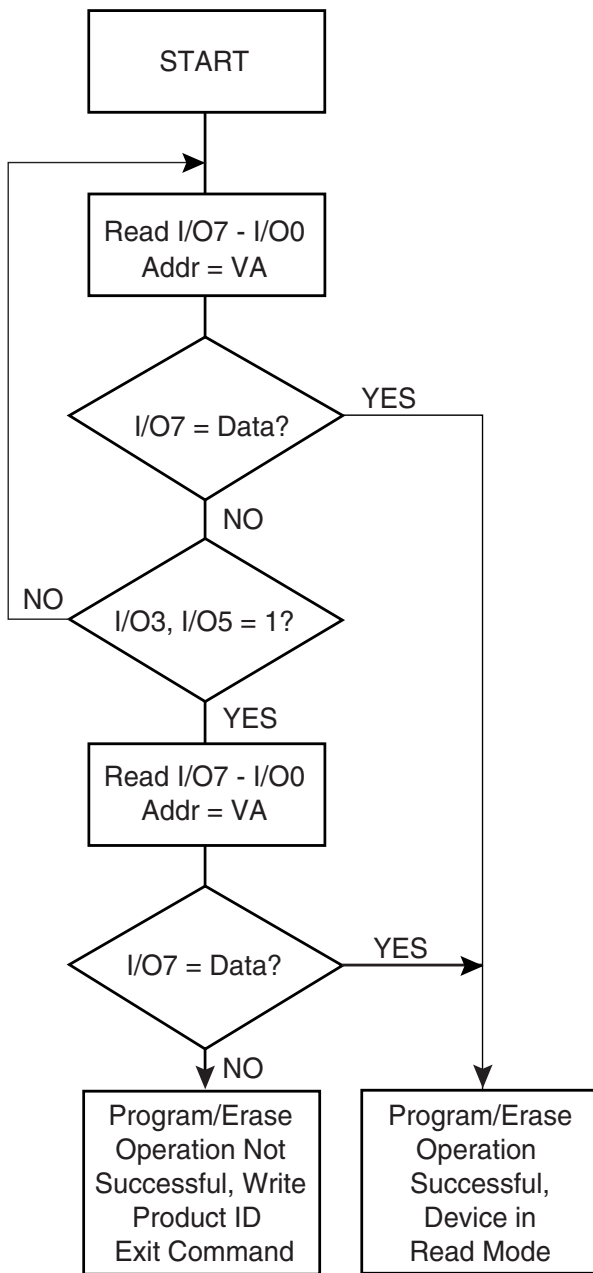 START
Read I/O7 - I/O0
Addr = VA
I/O7 = Data?
YES
NO
NO
I/O3, I/O5 = 1?
YES
Read I/O7 - I/O0
Addr = VA
I/O7 = Data?
YES
NO
Program/Erase
Operation Not
Successful, Write
Product ID
Exit Command
Program/Erase
Operation
Successful,
Device in
Read Mode